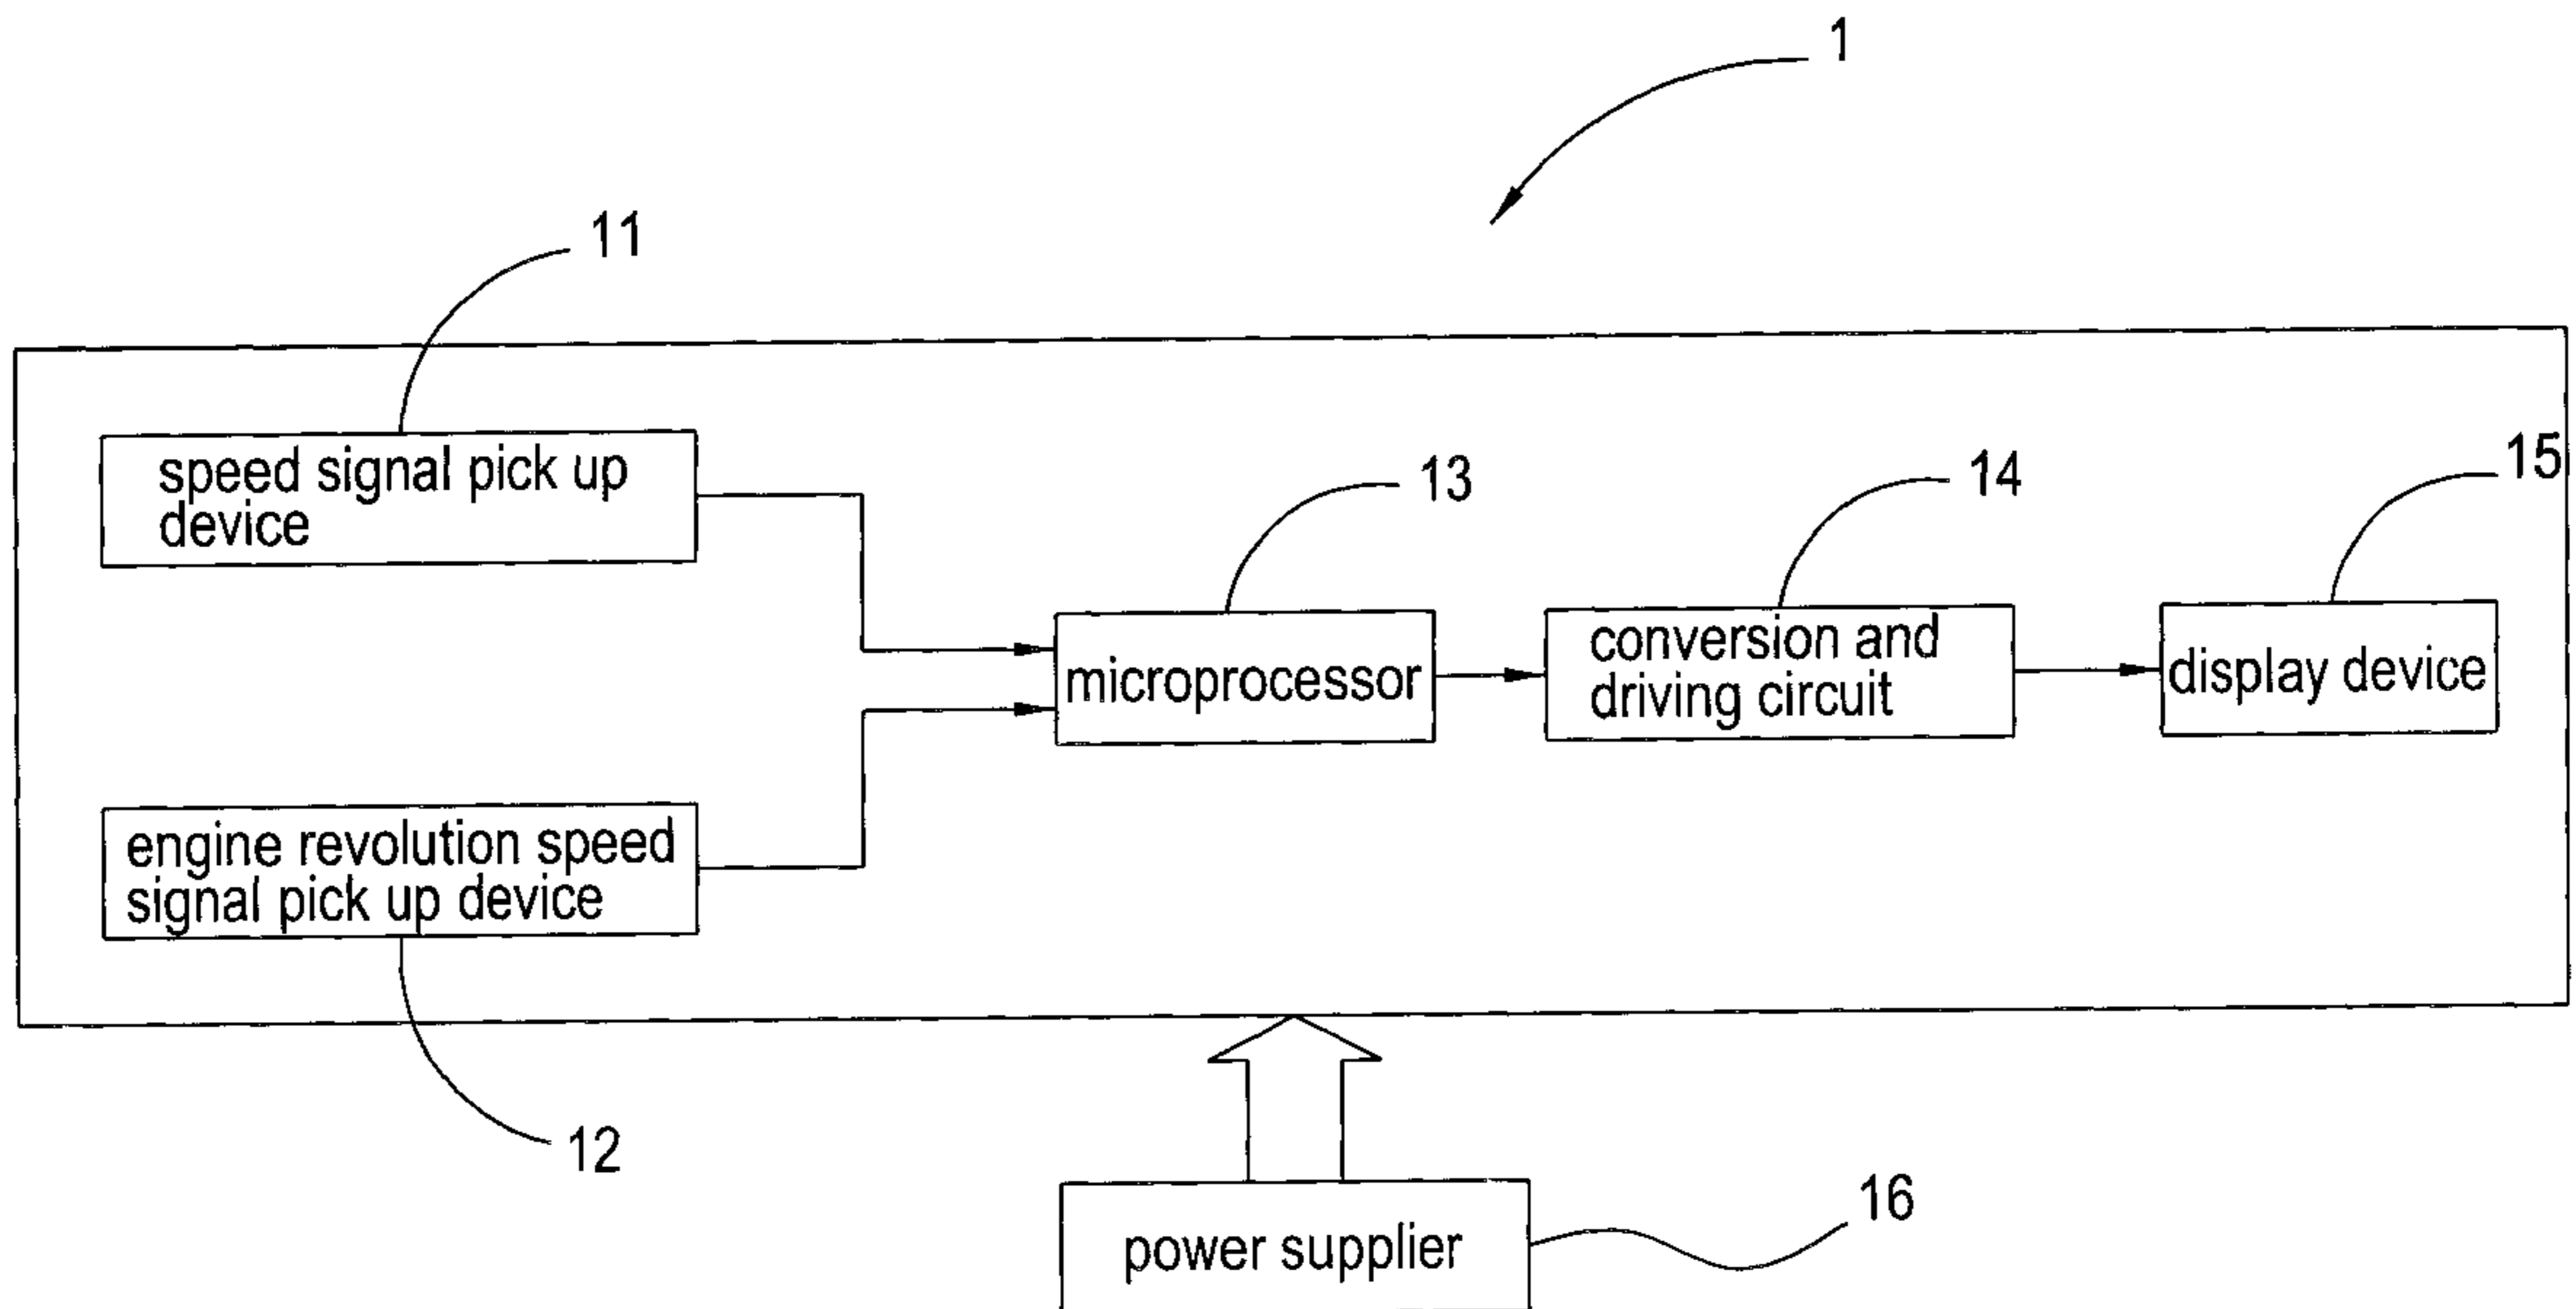 1
11
speed signal pick up
device
13
14
15
microprocessor
conversion and
driving circuit
display device
engine revolution speed
signal pick up device
12
power supplier
16